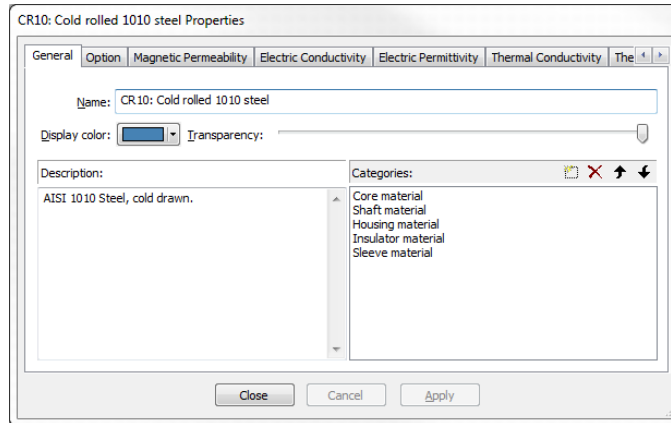 CR10: Cold rolled 1010 steel Properties
General Option Magnetic Permeability Electric Conductivity Electric Permittivity Thermal Conductivity The
Name: CR10: Cold rolled 1010 steel
Display color: Transparency:
Description: Categories:
AISI 1010 Steel, cold drawn.
Core material
Shaft material
Housing material
Insulator material
Sleeve material
Close Cancel Apply